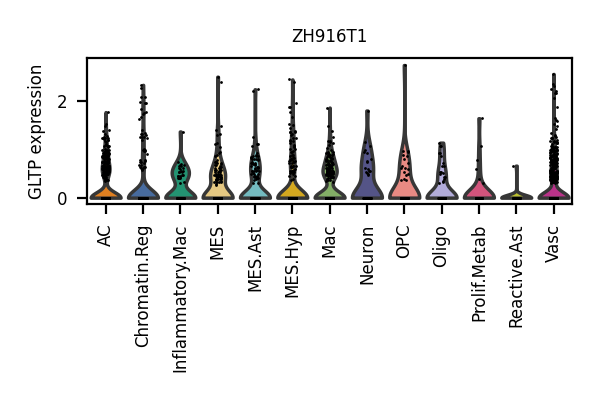 ZH916T1
GLTP expression
2
0
AC
Chromatin.Reg
Inflammatory.Mac
MES
MES.Ast
MES.Hyp
Mac
Neuron
OPC
Oligo
Prolif.Metab
Reactive.Ast
Vasc